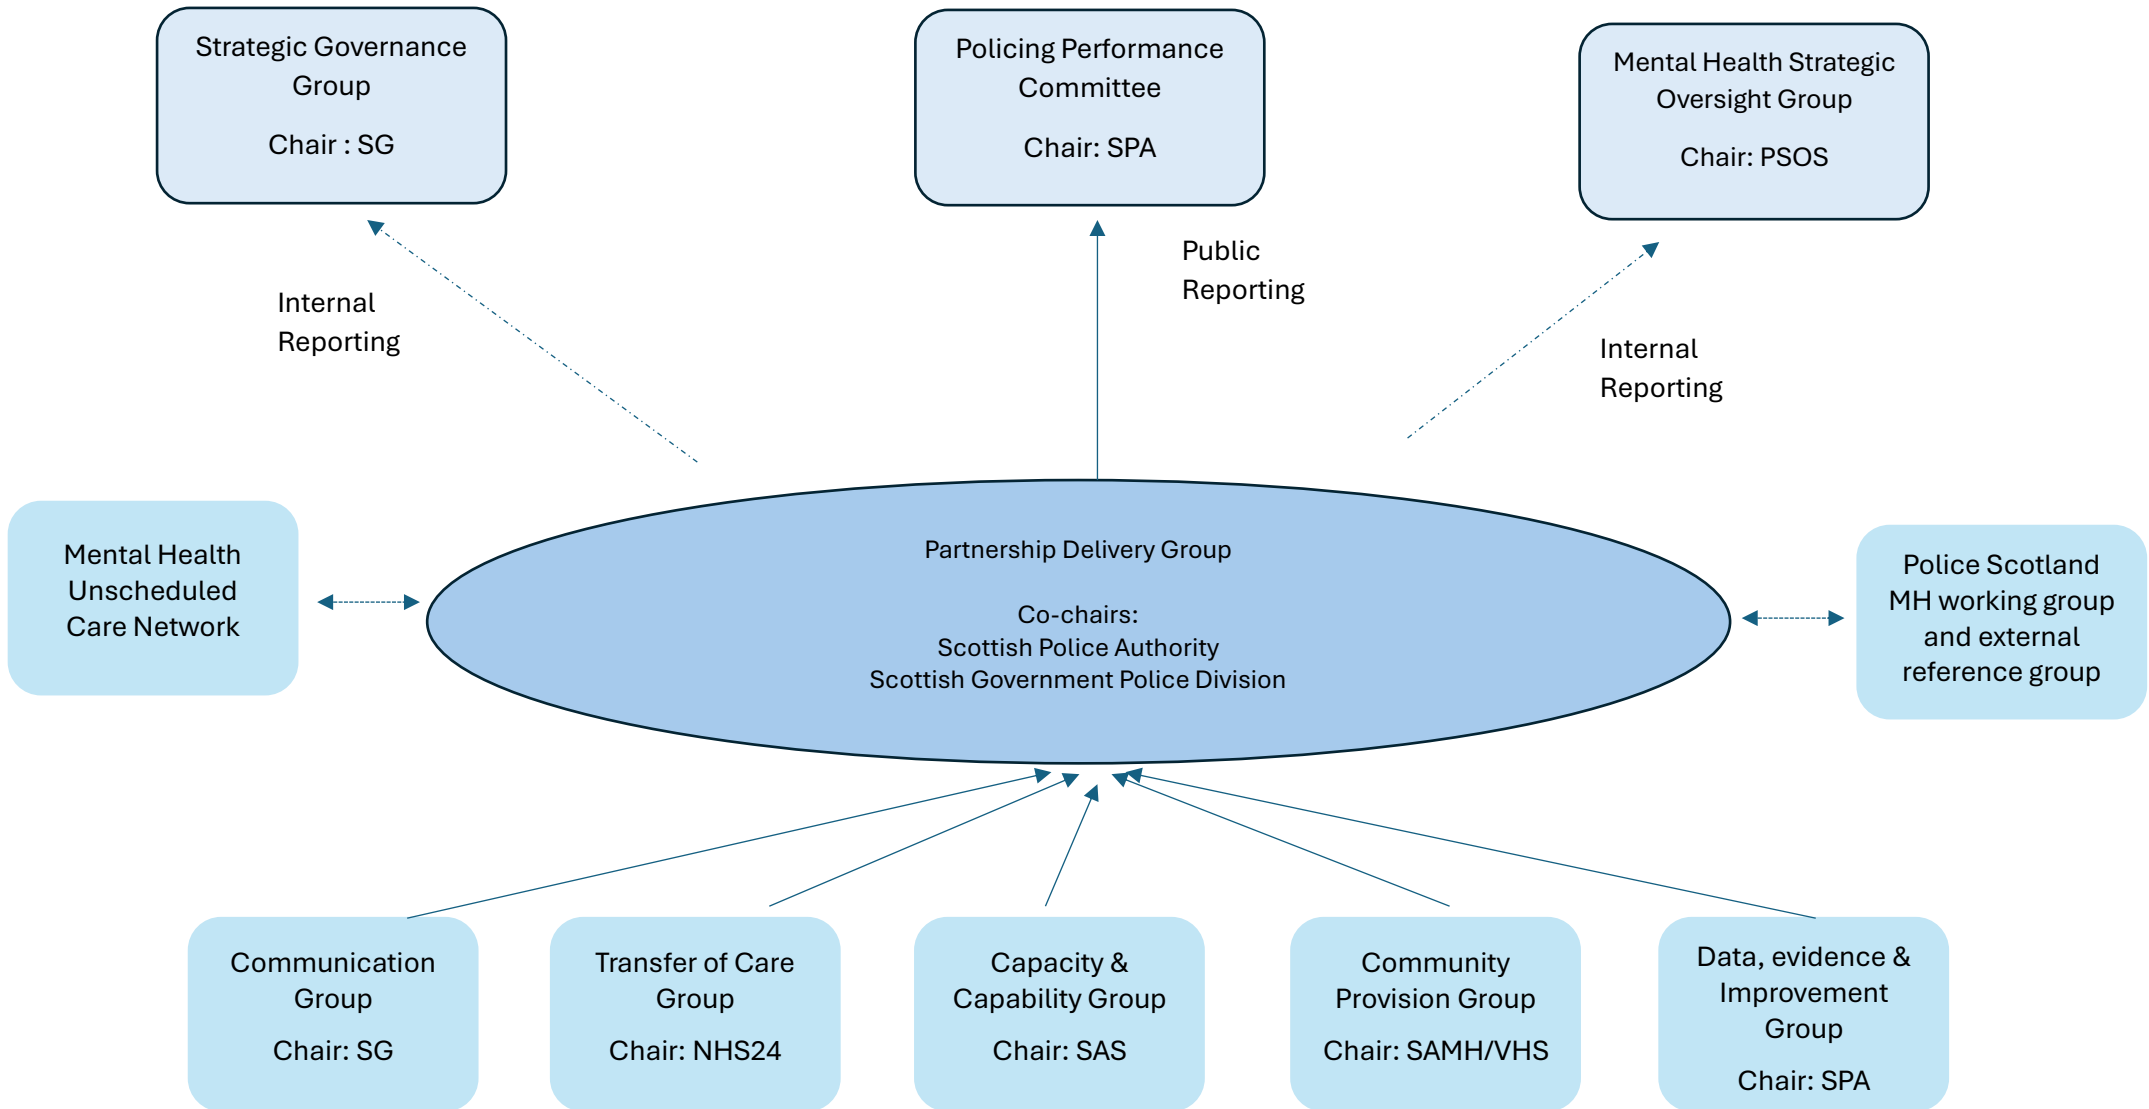 Strategic Governance
Group
Chair : SG
Policing Performance
Committee
Chair: SPA
Mental Health Strategic
Oversight Group
Chair: PSOS
Internal
Reporting
Public
Reporting
Internal
Reporting
Mental Health
Unscheduled
Care Network
Partnership Delivery Group
Co-chairs:
Scottish Police Authority
Scottish Government Police Division
Police Scotland
MH working group
and external
reference group
Communication
Group
Chair: SG
Transfer of Care
Group
Chair: NHS24
Capacity &
Capability Group
Chair: SAS
Community
Provision Group
Chair: SAMH/VHS
Data, evidence &
Improvement
Group
Chair: SPA